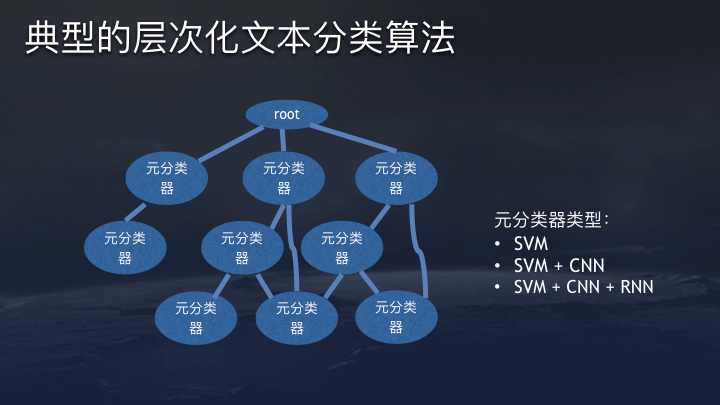 典型的层次化文本分类算法
root
元分类
器
元分类
器
元分类
器
元分类
器
元分类
器
元分类
器
元分类
器
元分类
器
元分类
器
元分类器类型：
• SVM
• SVM + CNN
• SVM + CNN + RNN